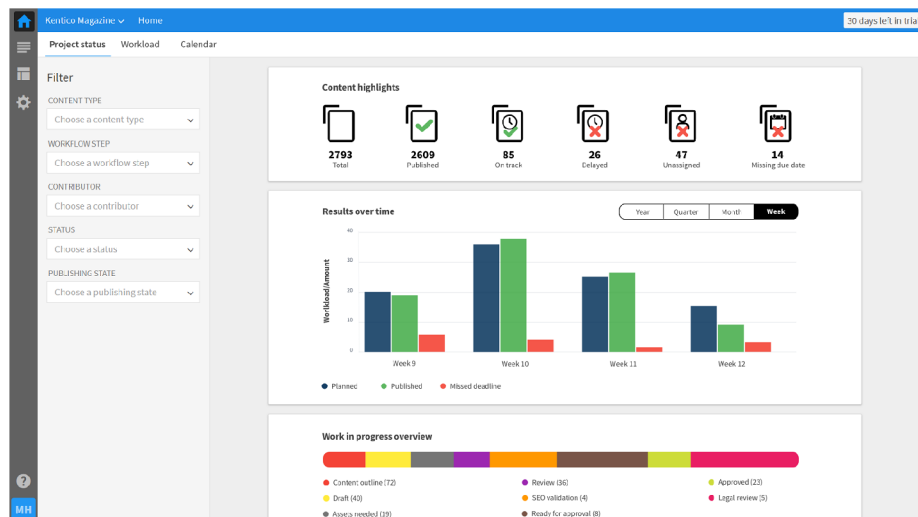 Kentico Magazine Home 30 days left in trial
Project status Workload Calendar
Filter
CONTENT TYPE
Choose a content type
WORKFLOW STEP
Choose a workflow step
CONTRIBUTOR
Choose a contributor
STATUS
Choose a status
PUBLISHING STATE
Choose a publishing state
MH
Content highlights
2793 2609 85 26 47 14
Total Published On track Delayed Unassigned Missing due date
Results over time Year Quarter Month Week
Workload/Amount
40
30
20
10
0
Week 9 Week 10 Week 11 Week 12
Planned Published Missed deadline
Work in progress overview
Content outline (72) Review (36) Approved (23)
Draft (40) SEO validation (4) Legal review (5)
Assets needed (19) Ready for approval (8)